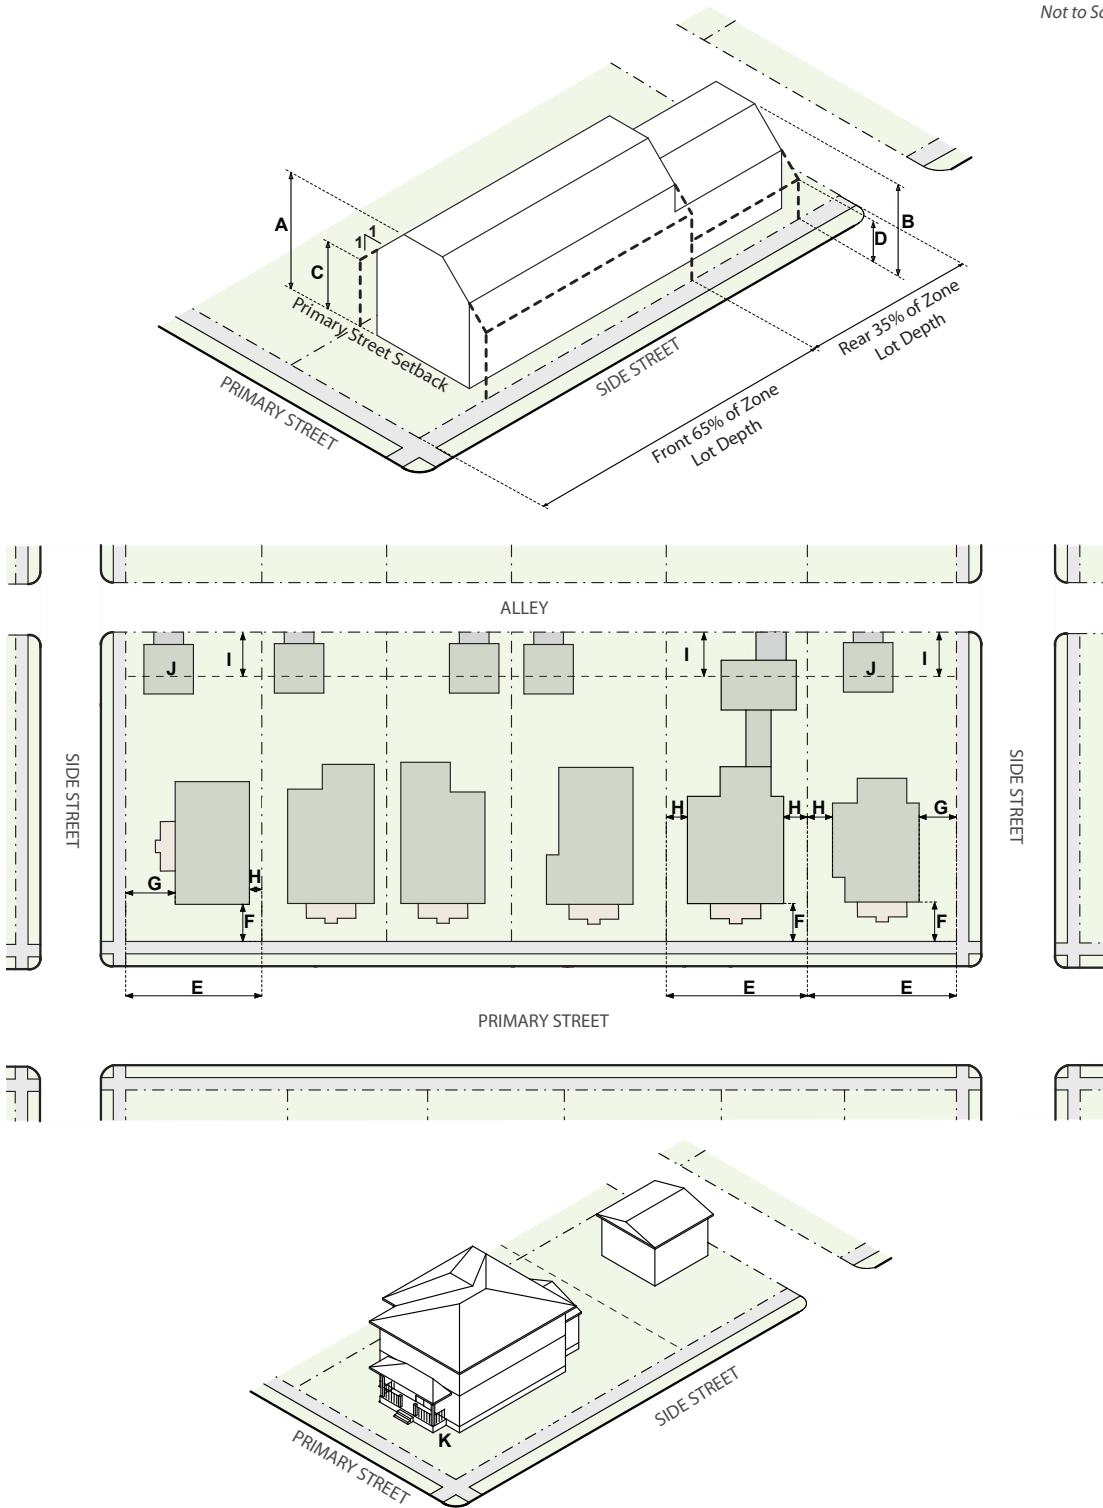 Not to Sc
A
1
1
C
B
D
Primary Street Setback
PRIMARY STREET
SIDE STREET
Rear 35% of Zone
Lot Depth
Front 65% of Zone
Lot Depth
ALLEY
J
I
I
J
I
SIDE STREET
SIDE STREET
H
H
H
G
G
H
F
F
F
E
E
E
PRIMARY STREET
K
PRIMARY STREET
SIDE STREET